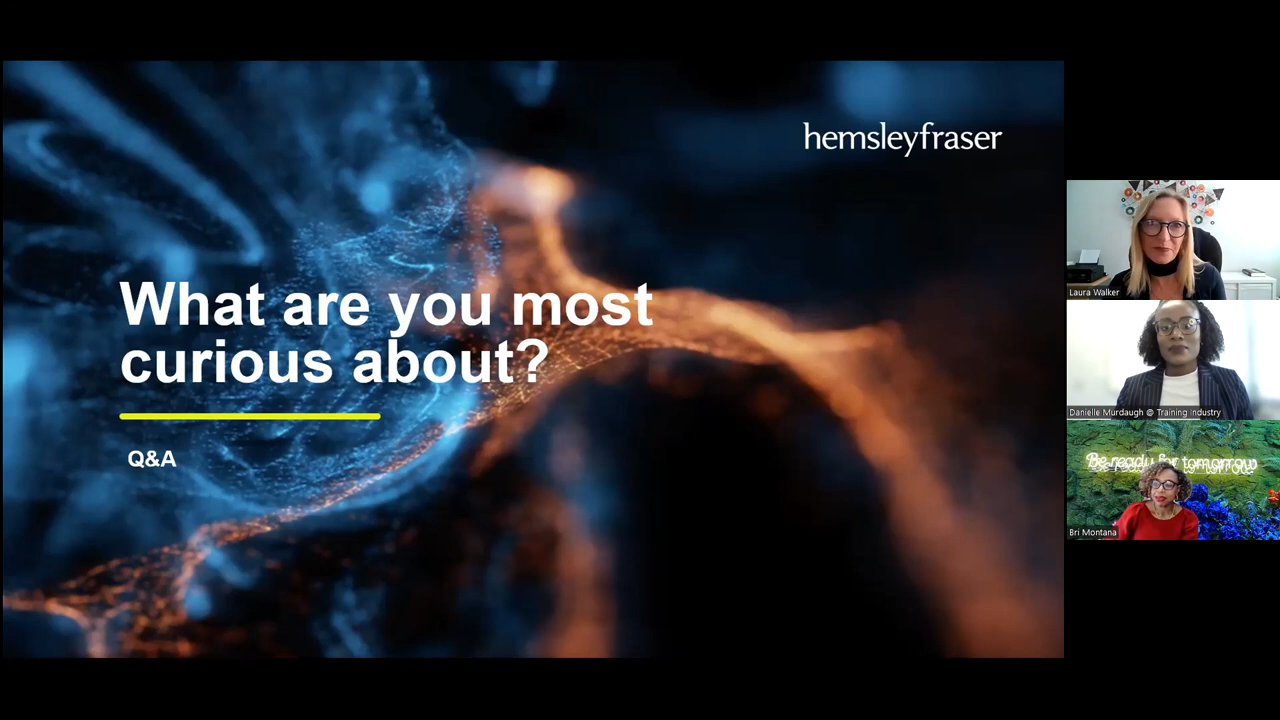 hemsleyfraser
What are you most
curious about?
Q&A
Laura Walker
Danielle Murdaugh @ Training Industry
Be ready for tomorrow
Bri Montana